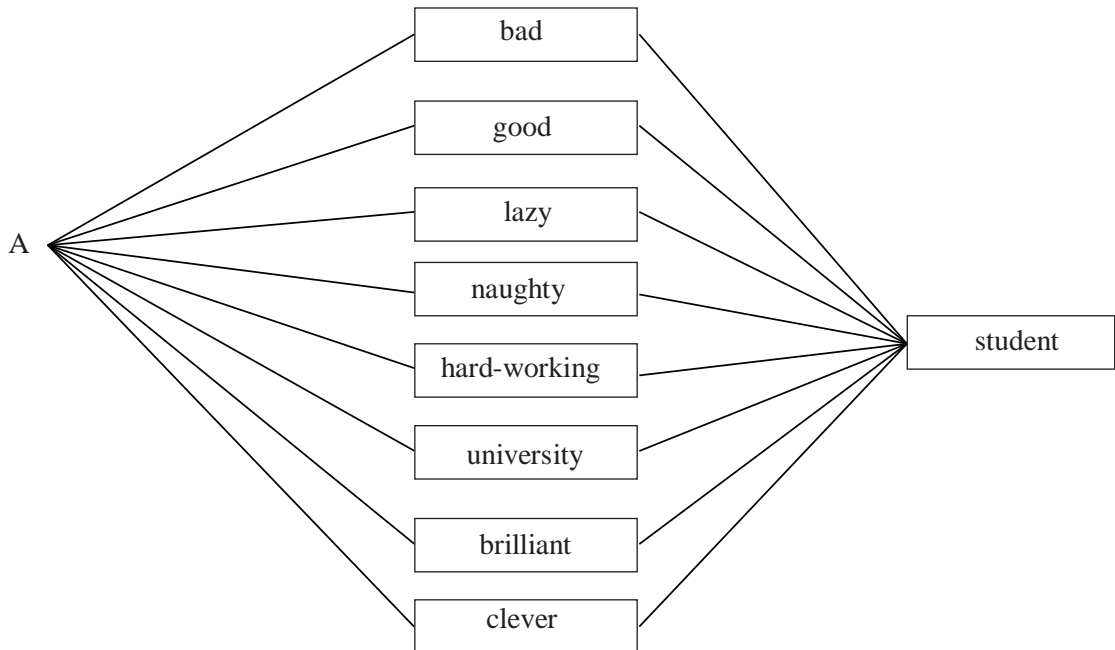 bad
good
lazy
A
naughty
student
hard-working
university
brilliant
clever